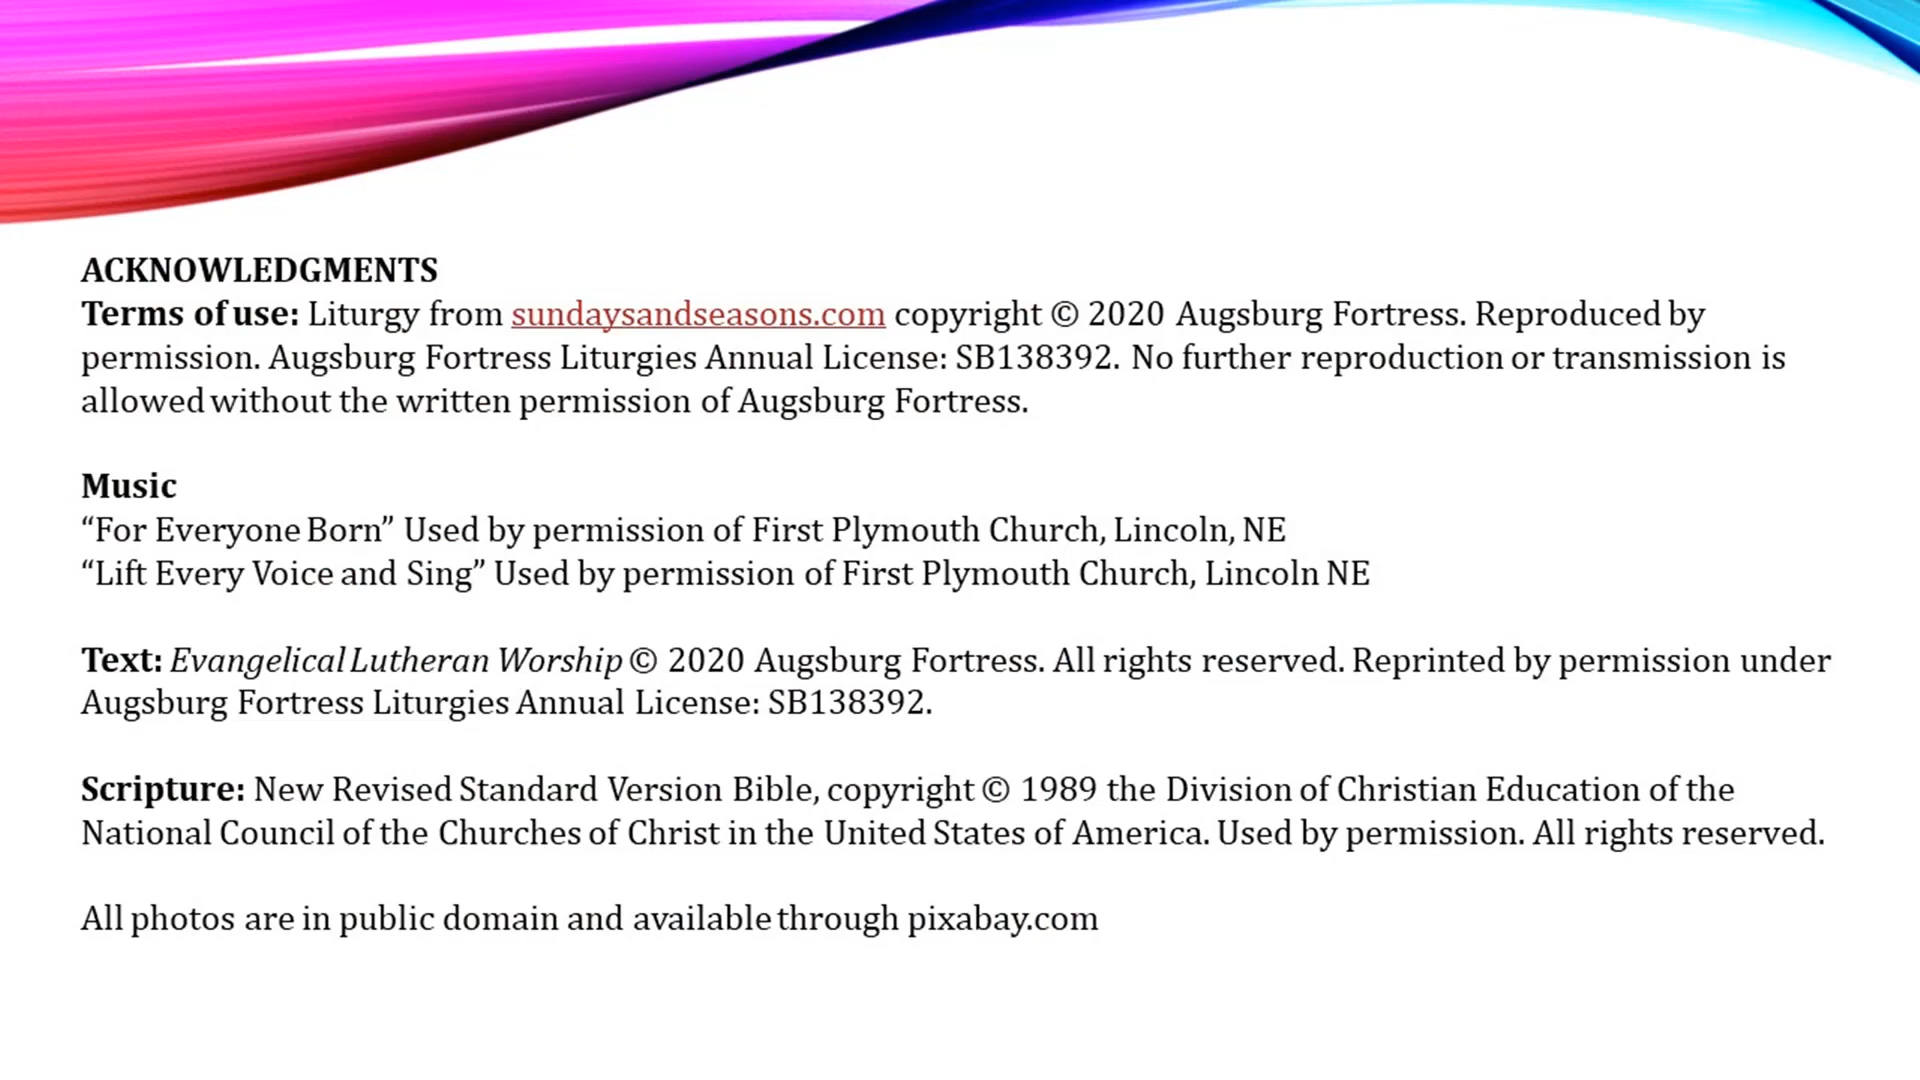 ACKNOWLEDGMENTS
Terms of use: Liturgy from sundaysandseasons.com copyright © 2020 Augsburg Fortress. Reproduced by
permission. Augsburg Fortress Liturgies Annual License: SB138392. No further reproduction or transmission is
allowed without the written permission of Augsburg Fortress.
Music
“For Everyone Born” Used by permission of First Plymouth Church, Lincoln, NE
“Lift Every Voice and Sing” Used by permission of First Plymouth Church, Lincoln NE
Text: Evangelical Lutheran Worship © 2020 Augsburg Fortress. All rights reserved. Reprinted by permission under
Augsburg Fortress Liturgies Annual License: SB138392.
Scripture: New Revised Standard Version Bible, copyright © 1989 the Division of Christian Education of the
National Council of the Churches of Christ in the United States of America. Used by permission. All rights reserved.
All photos are in public domain and available through pixabay.com